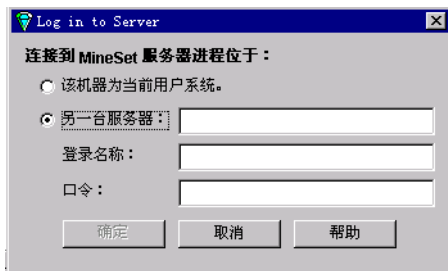 Log in to Server
连接到 MineSet 服务器进程位于：
该机器为当前用户系统。
另一台服务器：
登录名称：
口令：
确定 取消 帮助